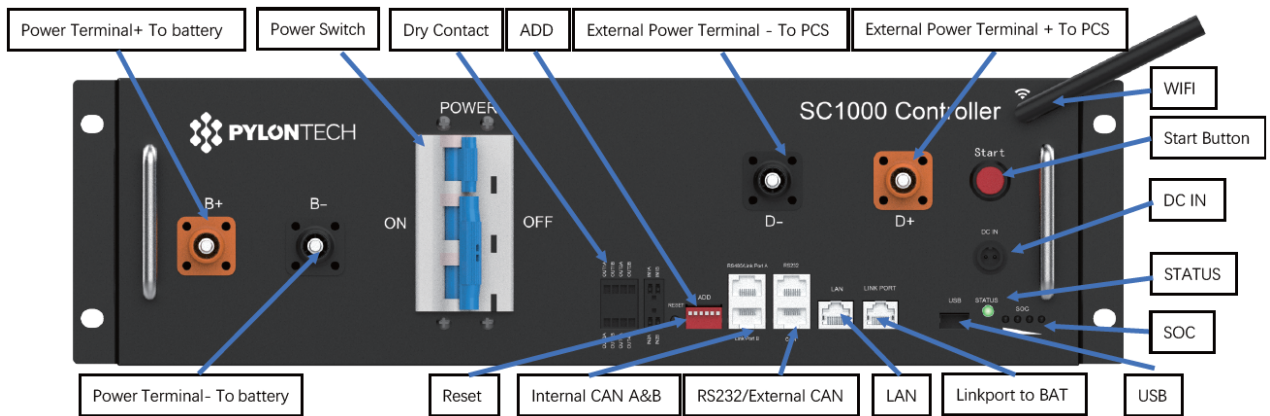 Power Terminal+ To battery
Power Switch
Dry Contact
ADD
External Power Terminal - To PCS
External Power Terminal + To PCS
WIFI
Start Button
DC IN
STATUS
SOC
POWER
SC1000 Controller
PYLONTECH
Start
B+
B-
ON
OFF
D-
D+
DC IN
RS232
RESET
ADD
LAN
LINK PORT
USB
STATUS
SOC
Link Port B
Power Terminal- To battery
Reset
Internal CAN A&B
RS232/External CAN
LAN
Linkport to BAT
USB